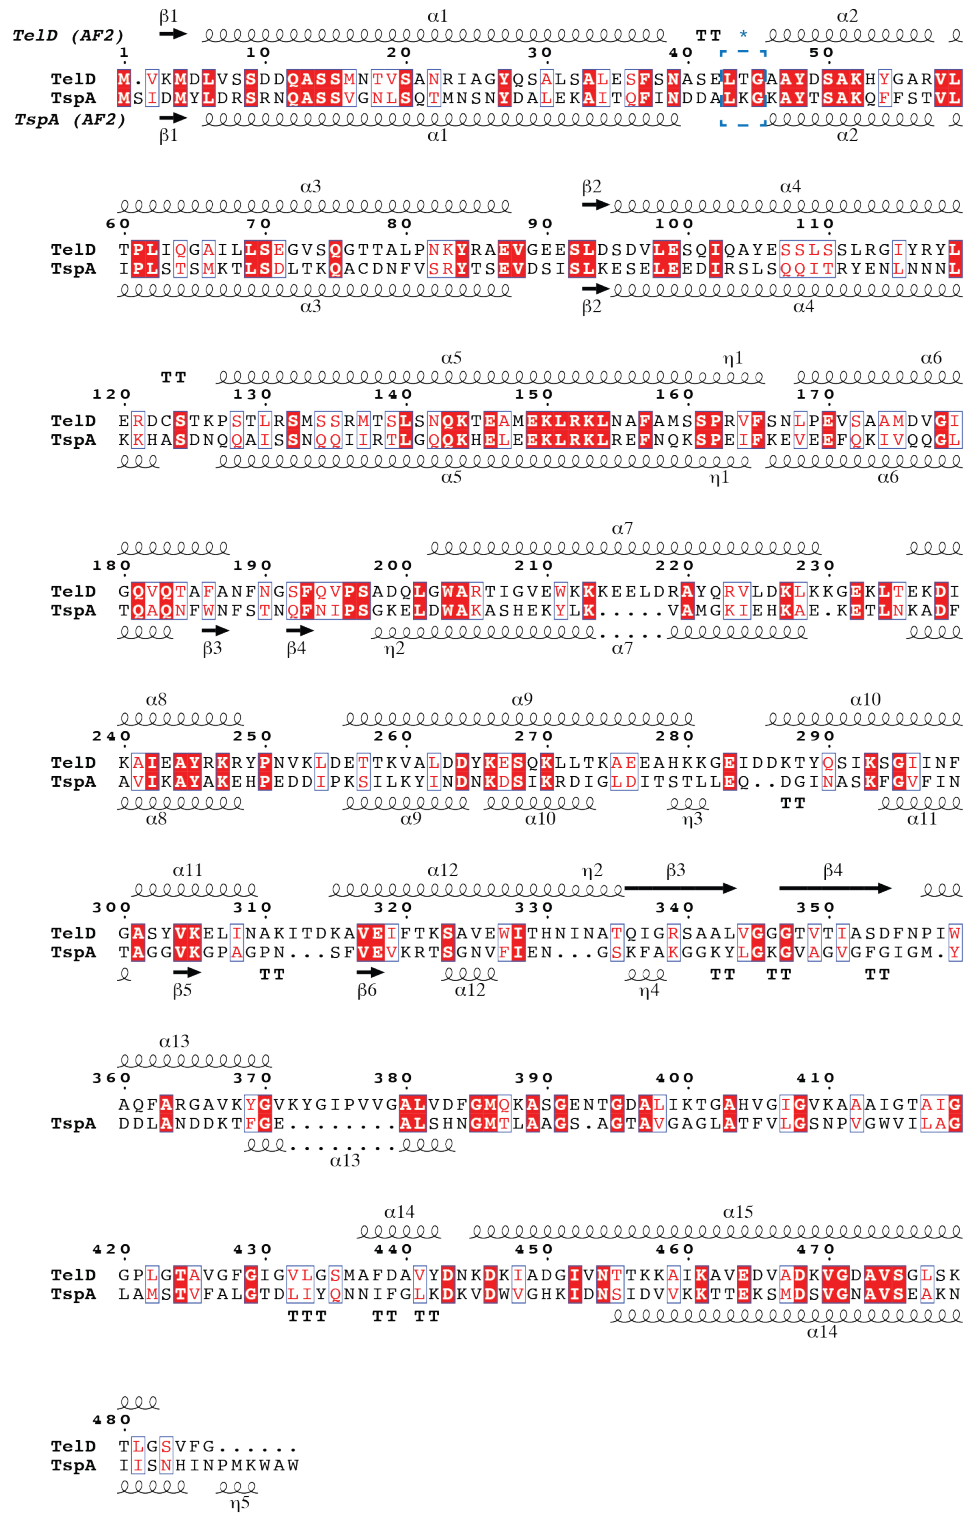 β1 α1 α2
TelD (AF2) TT *
1 10 20 30 40 50
TelD M.VKMDLVSSDDQASSMNTVSANRIAGYQSALSALESFSNASELTGAAYDSAKHYGARVL
TspA MSIDMYLDRSRNQASSVGNLSQTMNSNYDALEKAITQFINDDALKGKAYTSAKQFFSTVL
TspA (AF2)
β1 α1 α2
α3 β2 α4
60 70 80 90 100 110
TelD TPLIQGAILLSEGVSQGTTALPNKYRAEVGEESLDSDVLESQIQAYESSLSSLRGIYRYL
TspA IPLSTSMKTLSDLTKQACDNFVSRYTSEVDSISLKESELEEDIRSLSQQITRYENLNNNL
α3 β2 α4
α5 η1 α6
TT
120 130 140 150 160 170
TelD ERDCSTKPSTLRSMSSRMTSLSNQKTEAMEKLRKLNAFAMSSPRVFSNLPEVSAAMDVGI
TspA KKHASDNQQAISSNQQIIRTLGQQKHELEEKLRKLREFNQKSPEIFKEVEEFQKIVQQGL
α5 η1 α6
α7
180 190 200 210 220 230
TelD GQVQTAFANFNGSFQVPSADQLGWARTIGVEWKKKEELDRAYQRVLDKLKKGEKLTEKDI
TspA TQAQNFWNFSTNQFNIPSGKELDWAKASHEKYLK.....VAMGKIEHKAE.KETLNKADF
β3 β4 η2 α7
α8 α9 α10
240 250 260 270 280 290
TelD KAIEAYRKRYPNVKLDETTKVALDDYKESQKLLTKAEEAHKKGEIDDKTYQSIKSGIINF
TspA AVIKAYAKEHPEDDIPKSILKYINDNDKDSIKRDIGLDITSTLLEQ..DGINASKFGVFIN
TT
α8 α9 α10 η3 α11
α11 α12 η2 β3 β4
300 310 320 330 340 350
TelD GASYVKELINAKITDKAVEIFTKSAVEWITHNINATQIGRSAALVGGGTVTIASDFNPIW
TspA TAGGVKGPAGPN...SFVEVKRTSGNVFIEN...GSKFAKGGKYLGKGVAGVGFGIGM.Y
TT TT TT TT
β5 β6 α12 η4
α13
360 370 380 390 400 410
AQFARGAVKYGVKYGIPVVGALVDFGMQKASGENTGDALIKTGAHVGIGVKAAAIGTAIG
TspA DDLANDDKTFGE........ALSHNGMTLAAGS.AGTAVGAGLATFVLGSNPVGWVILAG
α13
α14 α15
420 430 440 450 460 470
TelD GPLGTAVGFGIGVLGSMAFDAVYDNKDKIADGIVNTTKKAIKAVEDVADKVGDAVSGLSK
TspA LAMSTVFALGTDLIYQNNIFGLKDKVDWVGHKIDNSIDVVKKTTEKSMDSVGNAVSEAKN
TTT TT TT
α14
480
TelD TLGSVFG......
TspA IISNHINPMKWAW
η5